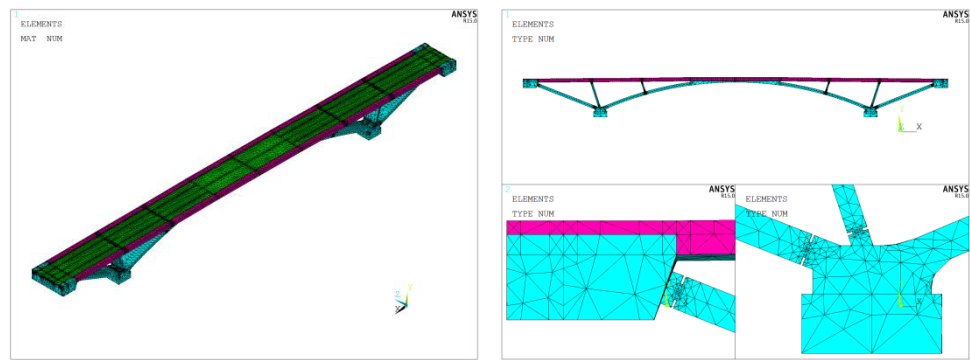 1
ELEMENTS
MAT NUM
ANSYS
R15.0
Y
Z
X
1
ELEMENTS
TYPE NUM
ANSYS
R15.0
Y
Z
X
2
ELEMENTS
TYPE NUM
ANSYS
R15.0
ELEMENTS
TYPE NUM
ANSYS
R15.0
X